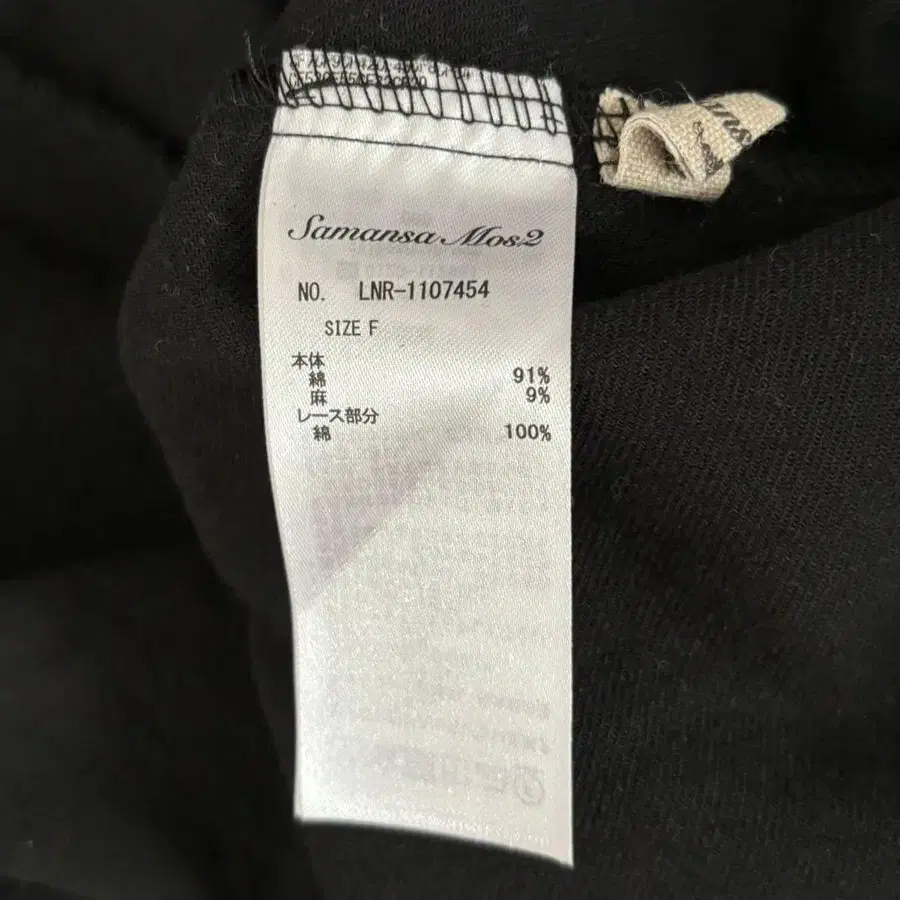 Samansa Mos2
NO. LNR-1107454
SIZE F
本体
綿 91%
麻 9%
レース部分
綿 100%